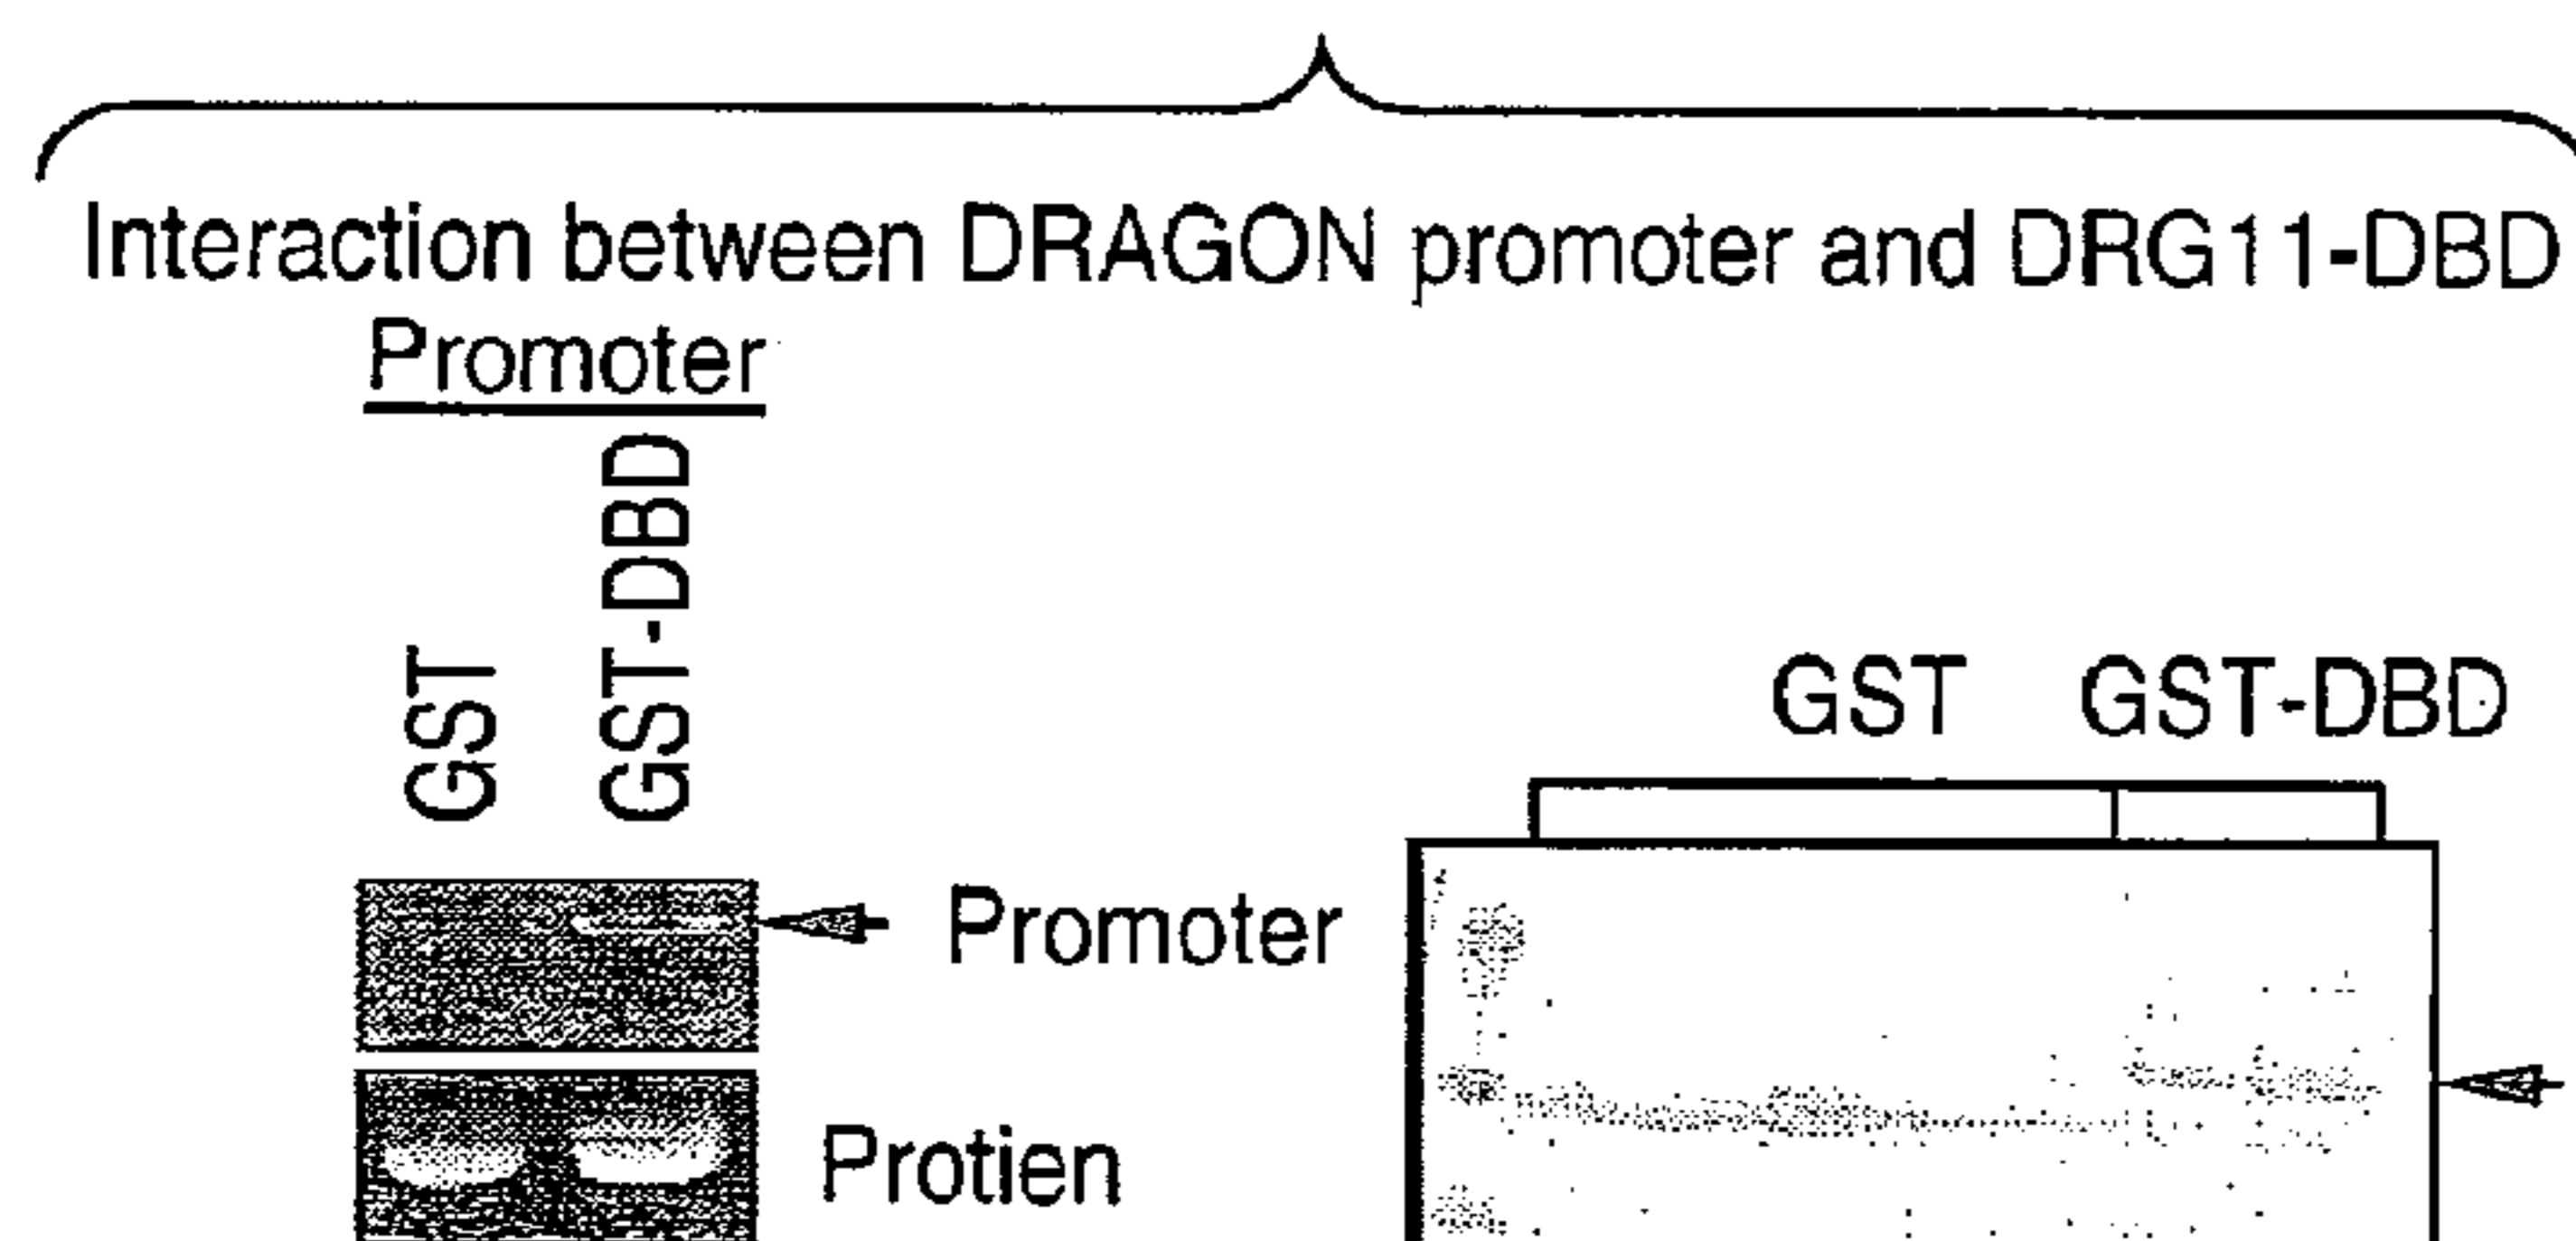 Interaction between DRAGON promoter and DRG11-DBD
Promoter
GST
GST-DBD
Promoter
Protien
GST GST-DBD